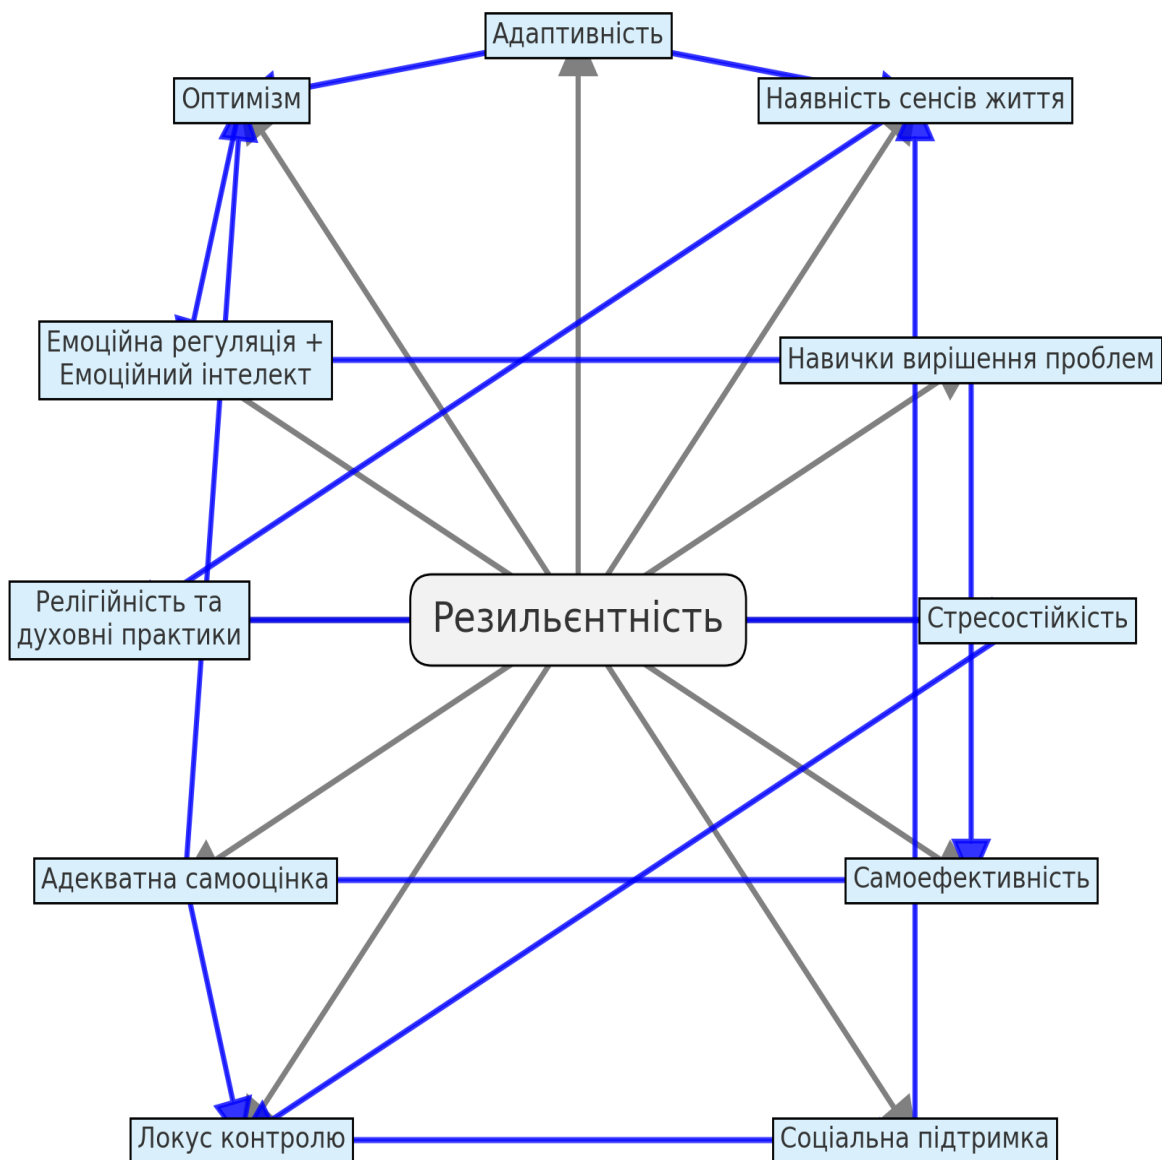 Адаптивність
Оптимізм
Наявність сенсів життя
Емоційна регуляція +
Емоційний інтелект
Навички вирішення проблем
Релігійність та
духовні практики
Резильєнтність
Стресостійкість
Адекватна самооцінка
Самоефективність
Локус контролю
Соціальна підтримка